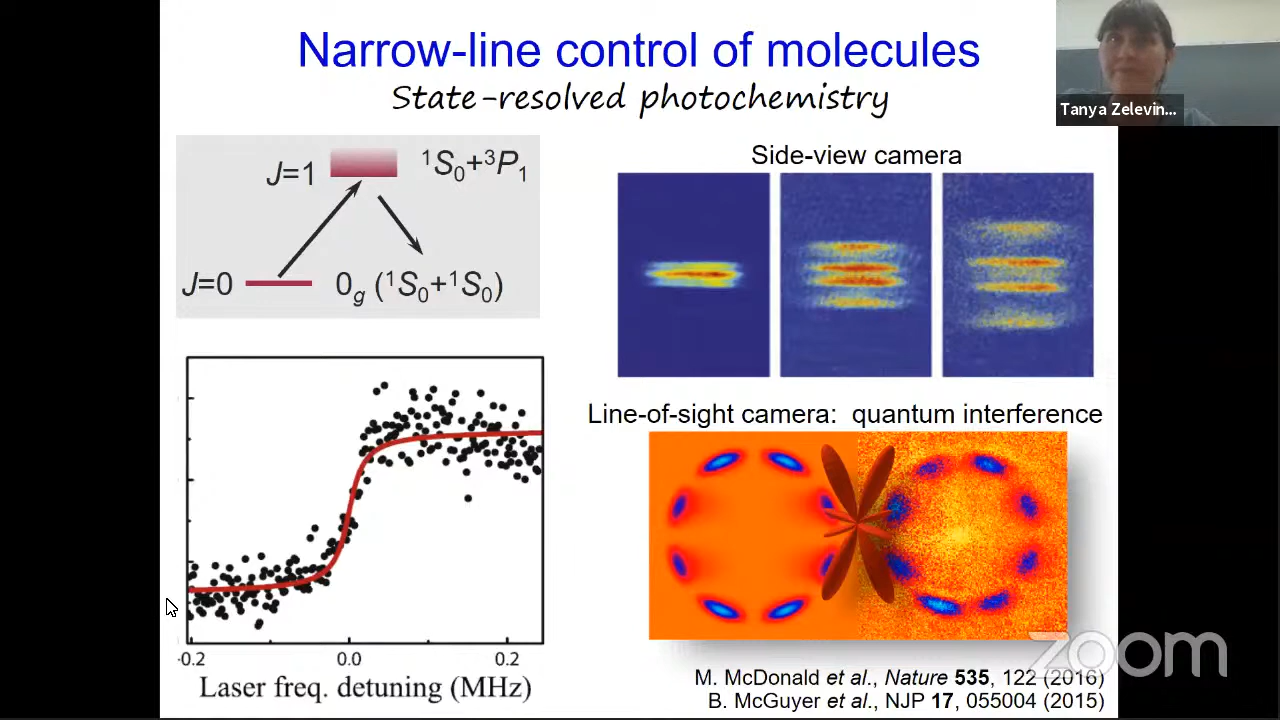 Narrow-line control of molecules
State-resolved photochemistry
Tanya Zelevin...
J=1
¹S₀+³P₁
J=0
0g (¹S₀+¹S₀)
Side-view camera
Line-of-sight camera: quantum interference
-0.2 0.0 0.2
Laser freq. detuning (MHz)
M. McDonald et al., Nature 535, 122 (2016)
B. McGuyer et al., NJP 17, 055004 (2015)
zoom